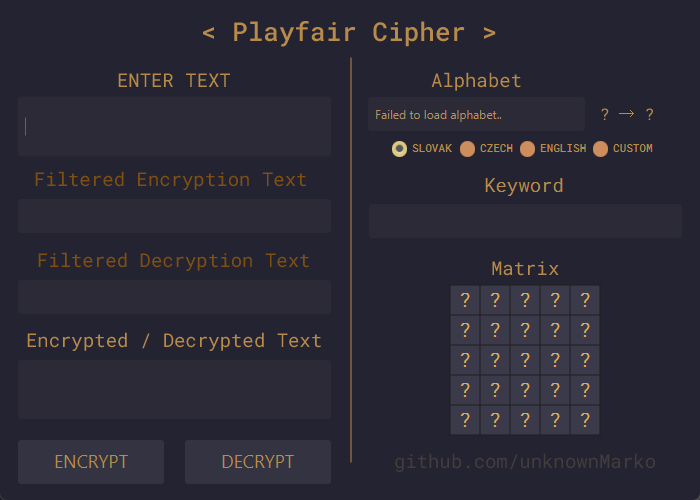 < Playfair Cipher >
ENTER TEXT
Filtered Encryption Text
Filtered Decryption Text
Encrypted / Decrypted Text
ENCRYPT DECRYPT
Alphabet
Failed to load alphabet.. ? → ?
SLOVAK CZECH ENGLISH CUSTOM
Keyword
Matrix
? ? ? ? ?
? ? ? ? ?
? ? ? ? ?
? ? ? ? ?
? ? ? ? ?
github.com/unknownMarko